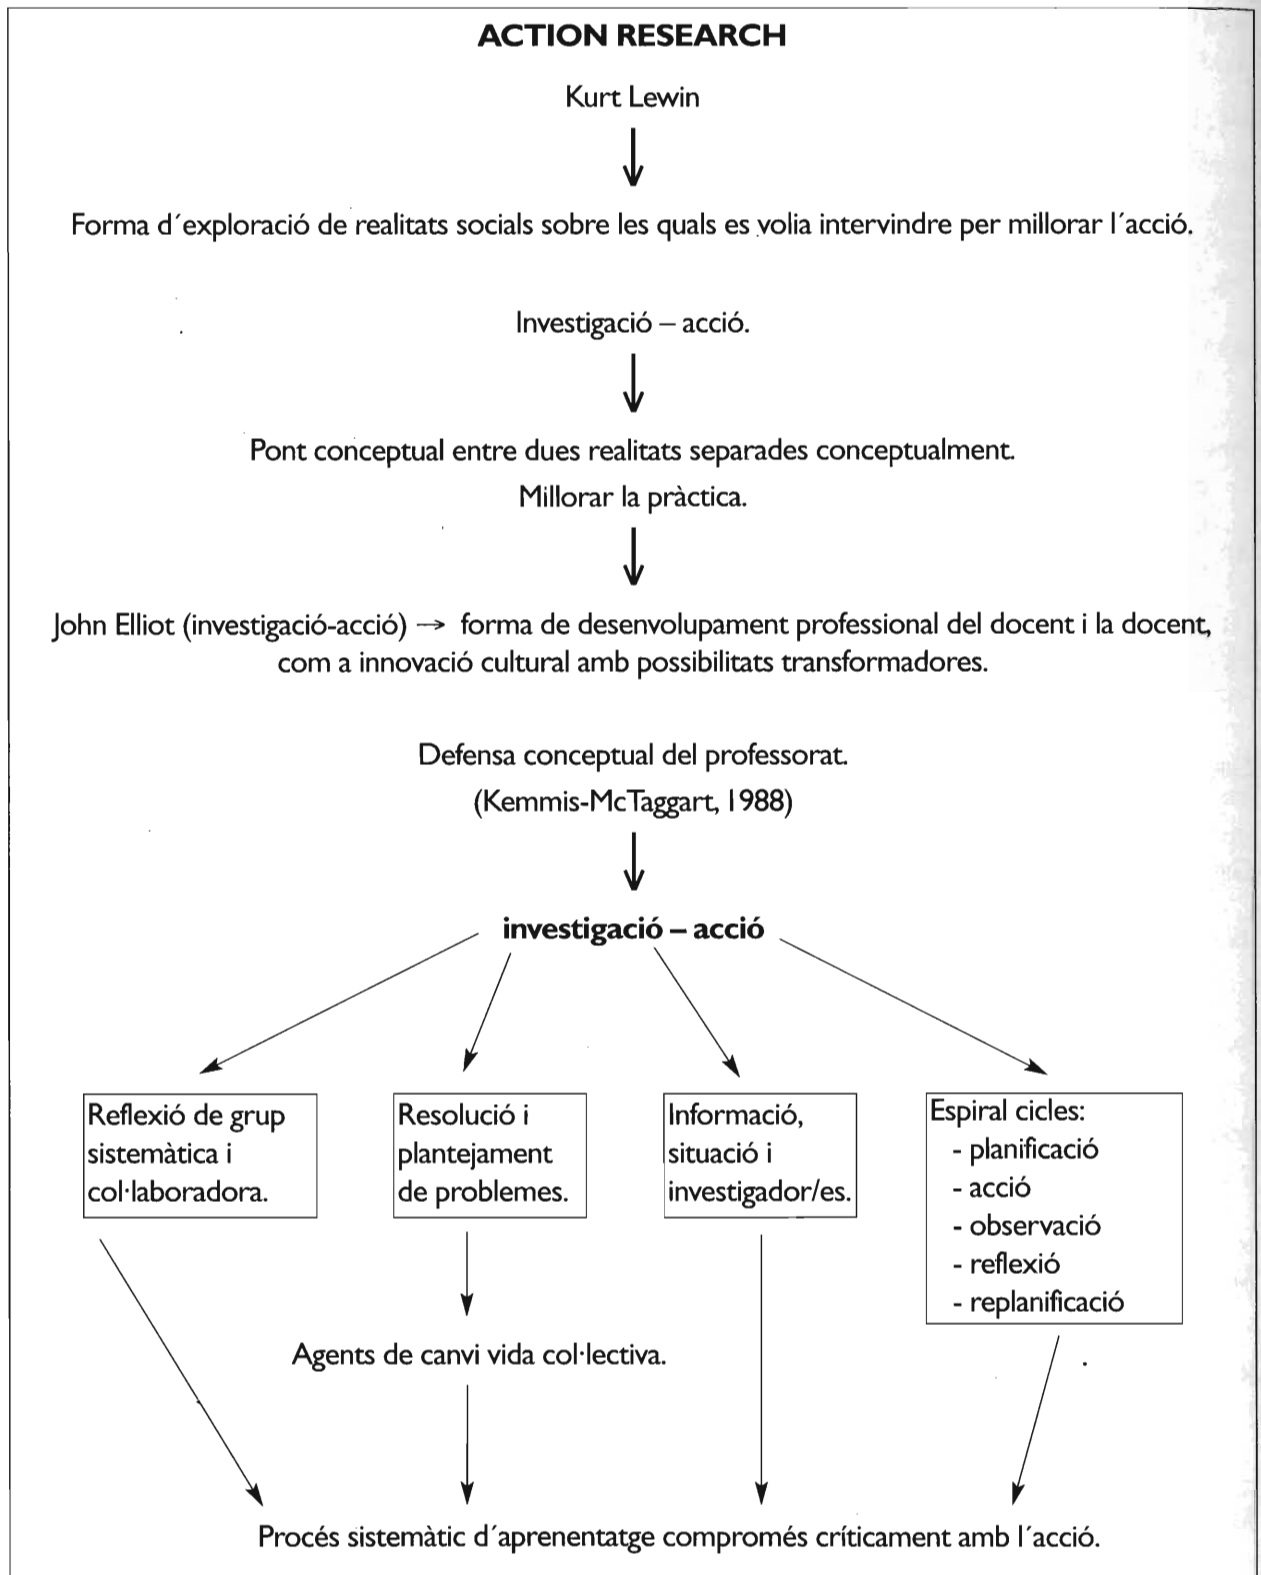 ACTION RESEARCH
Kurt Lewin
Forma d´exploració de realitats socials sobre les quals es volia intervindre per millorar l´acció.
Investigació – acció.
Pont conceptual entre dues realitats separades conceptualment.
Millorar la pràctica.
John Elliot (investigació-acció) → forma de desenvolupament professional del docent i la docent,
com a innovació cultural amb possibilitats transformadores.
Defensa conceptual del professorat.
(Kemmis-McTaggart, 1988)
investigació – acció
Reflexió de grup
sistemàtica i
col·laboradora.
Resolució i
plantejament
de problemes.
Informació,
situació i
investigador/es.
Espiral cicles:
- planificació
- acció
- observació
- reflexió
- replanificació
Agents de canvi vida col·lectiva.
Procés sistemàtic d´aprenentatge compromés críticament amb l´acció.